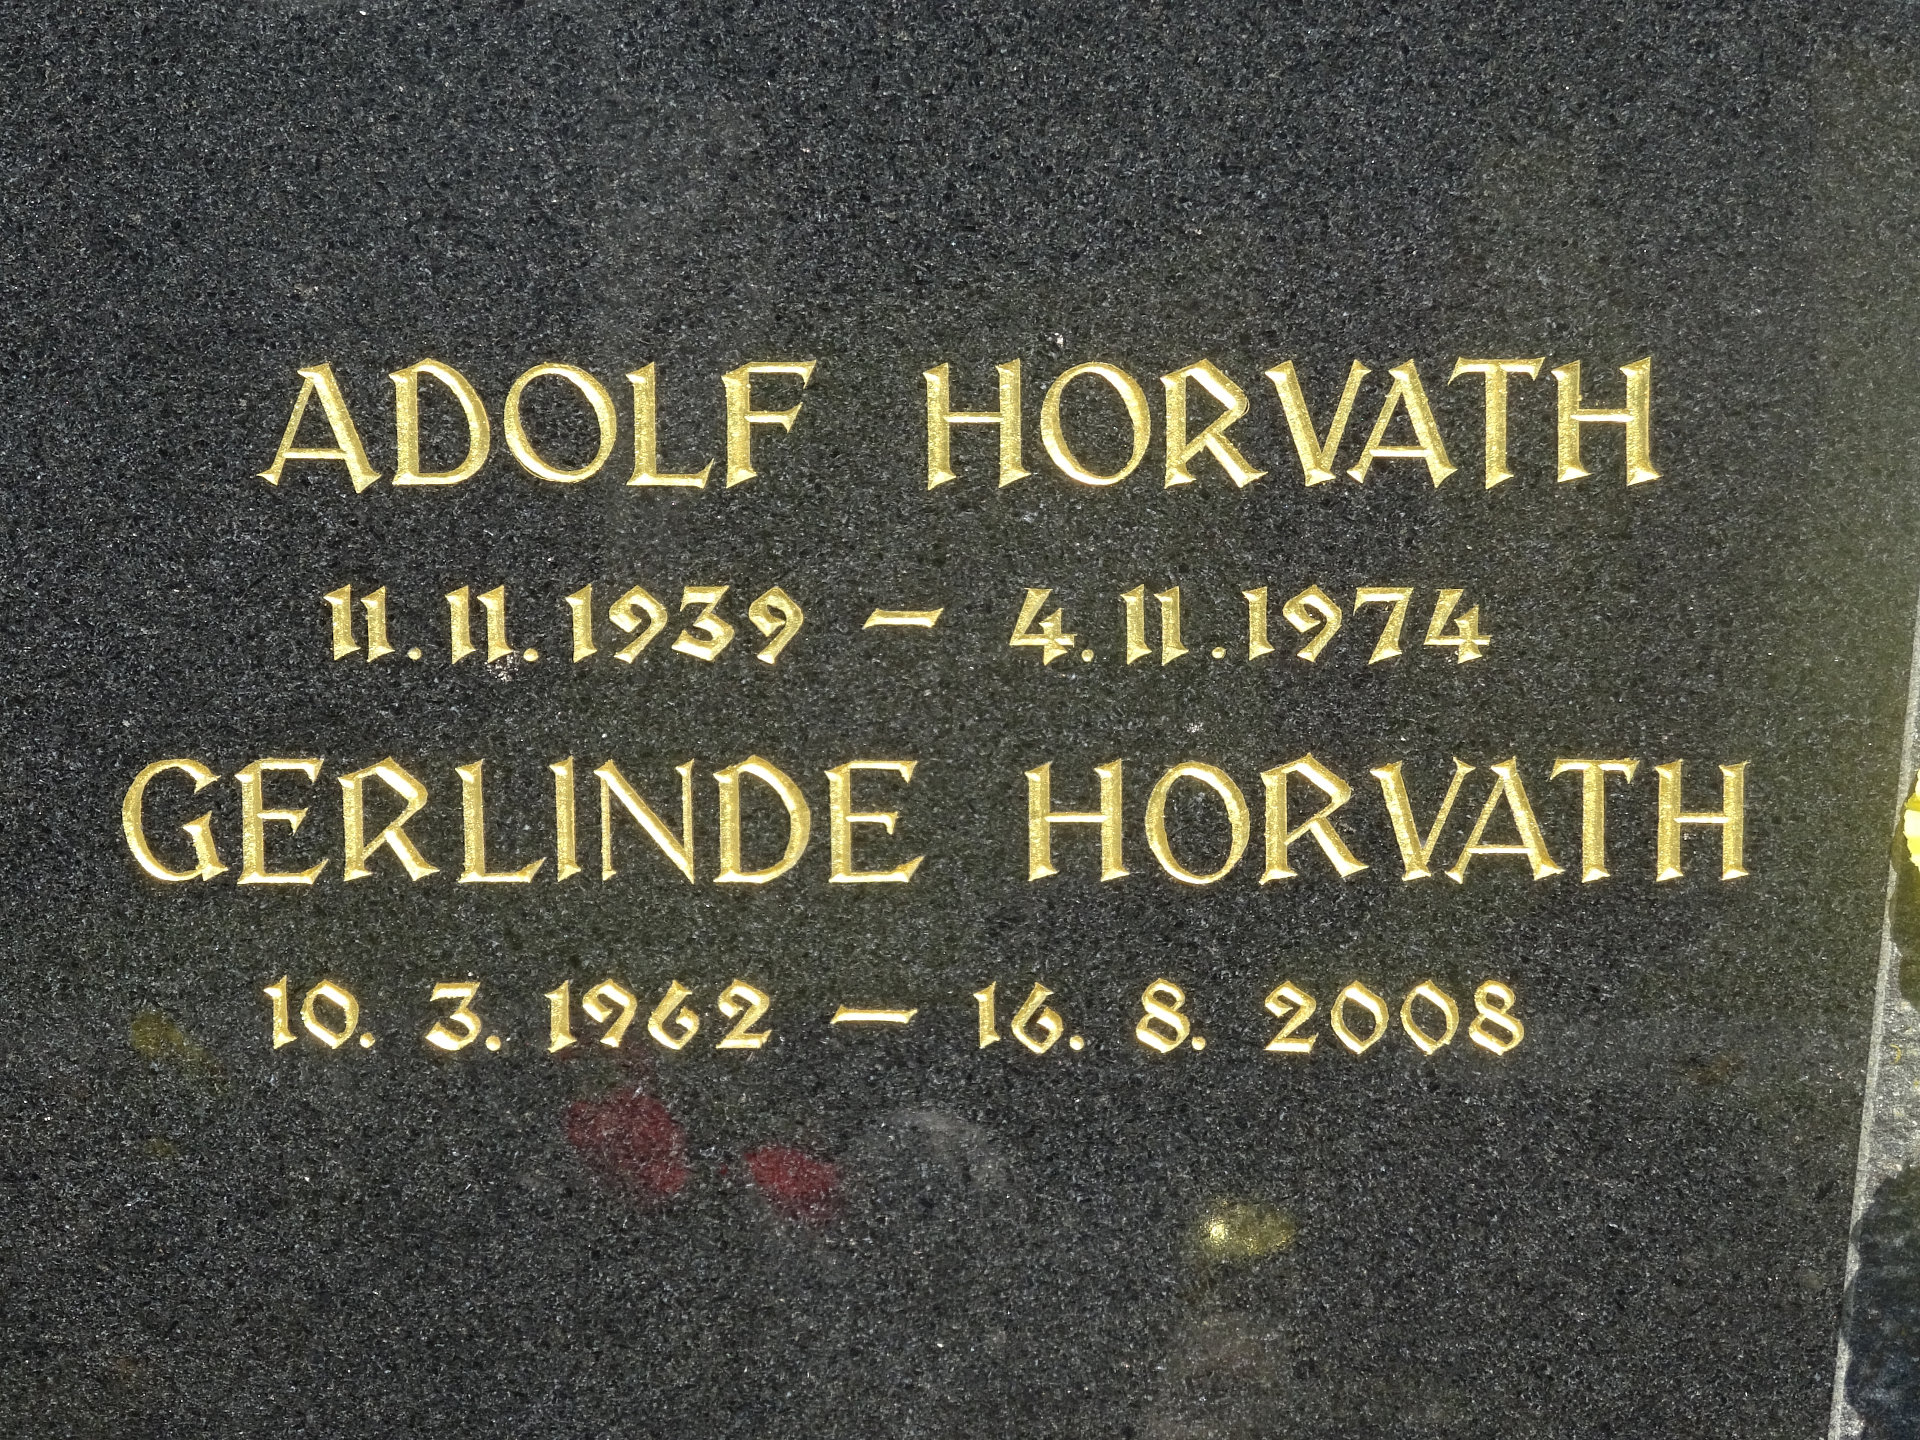 ADOLF HORVATH
11.11.1939 – 4.11.1974
GERLINDE HORVATH
10. 3. 1962 – 16. 8. 2008